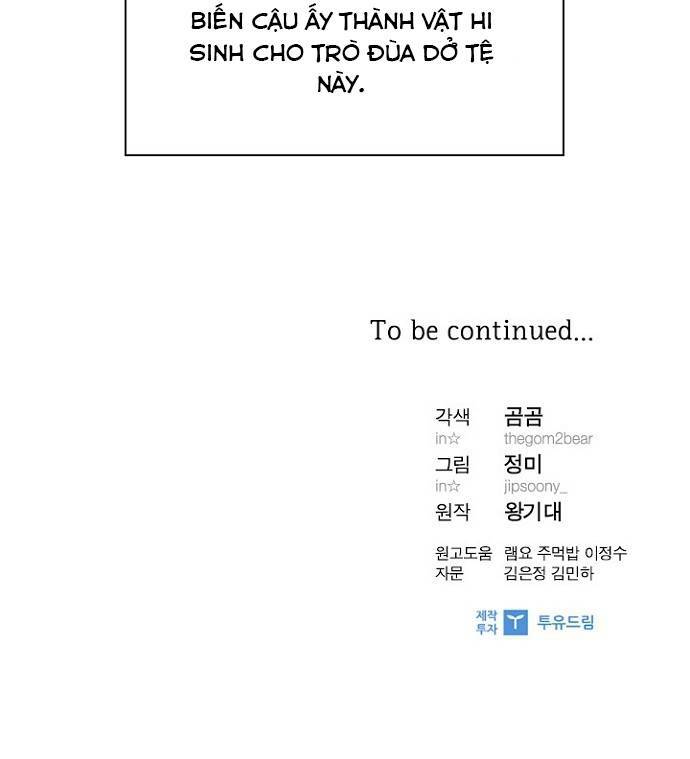 BIẾN CẬU ẤY THÀNH VẬT HI
SINH CHO TRÒ ĐÙA DỞ TỆ
NÀY.
To be continued...
각색 곰곰
in☆ thegom2bear
그림 정미
in☆ jipsoony_
원작 왕기대
원고도움 램요 주먹밥 이정수
자문 김은정 김민하
제작
투자 투유드림